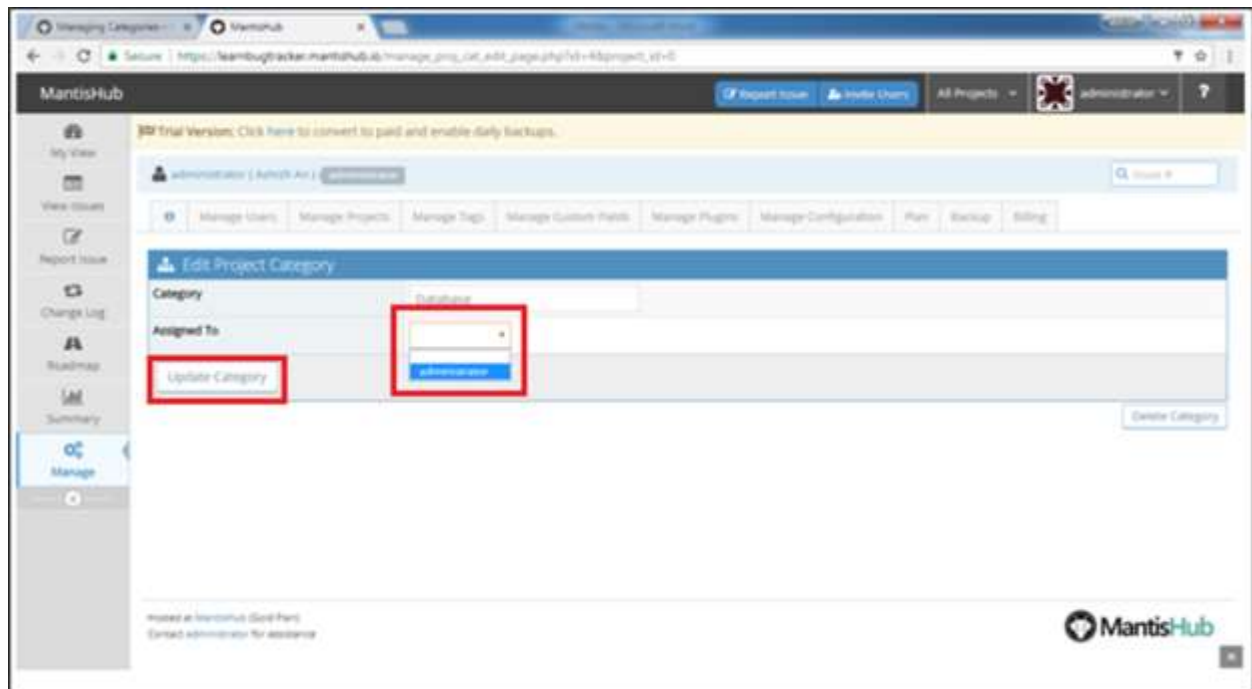 Managing Categories
MantisHub
Secure https://learnbugtracker.mantishub.io/manage_proj_cat_edit_page.php?id=4&project_id=0
MantisHub
Report Issue
Invite Users
All Projects
administrator
?
My View
Trial Version: Click here to convert to paid and enable daily backups.
administrator
administrator
Issue #
View Issues
Manage Users Manage Projects Manage Tags Manage Custom Fields Manage Plugins Manage Configuration Plan Backup Billing
Report Issue
Edit Project Category
Change Log
Category Database
Assigned To
Roadmap
administrator
Update Category
Summary
Delete Category
Manage
Hosted at MantisHub (Gold Plan)
Contact administrator for assistance
MantisHub